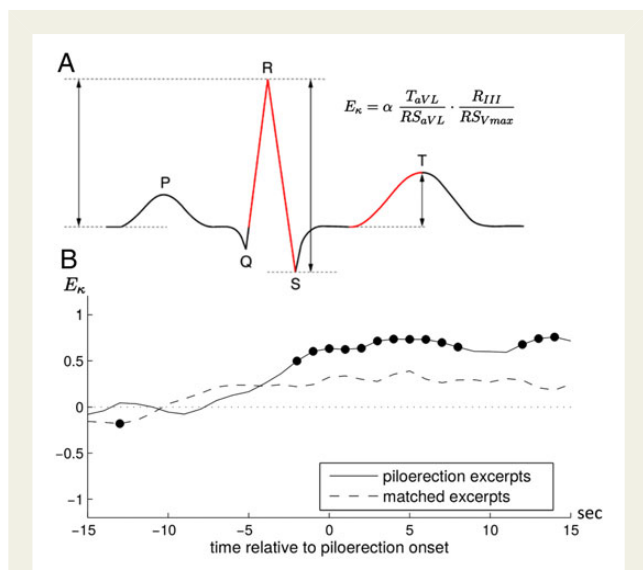 A
R
E_κ = α T_aVL / RS_aVL · R_III / RS_Vmax
P
T
Q
S
B
E_κ
1
0.5
0
−0.5
−1
piloerection excerpts
matched excerpts
−15 −10 −5 0 5 10 15
sec
time relative to piloerection onset